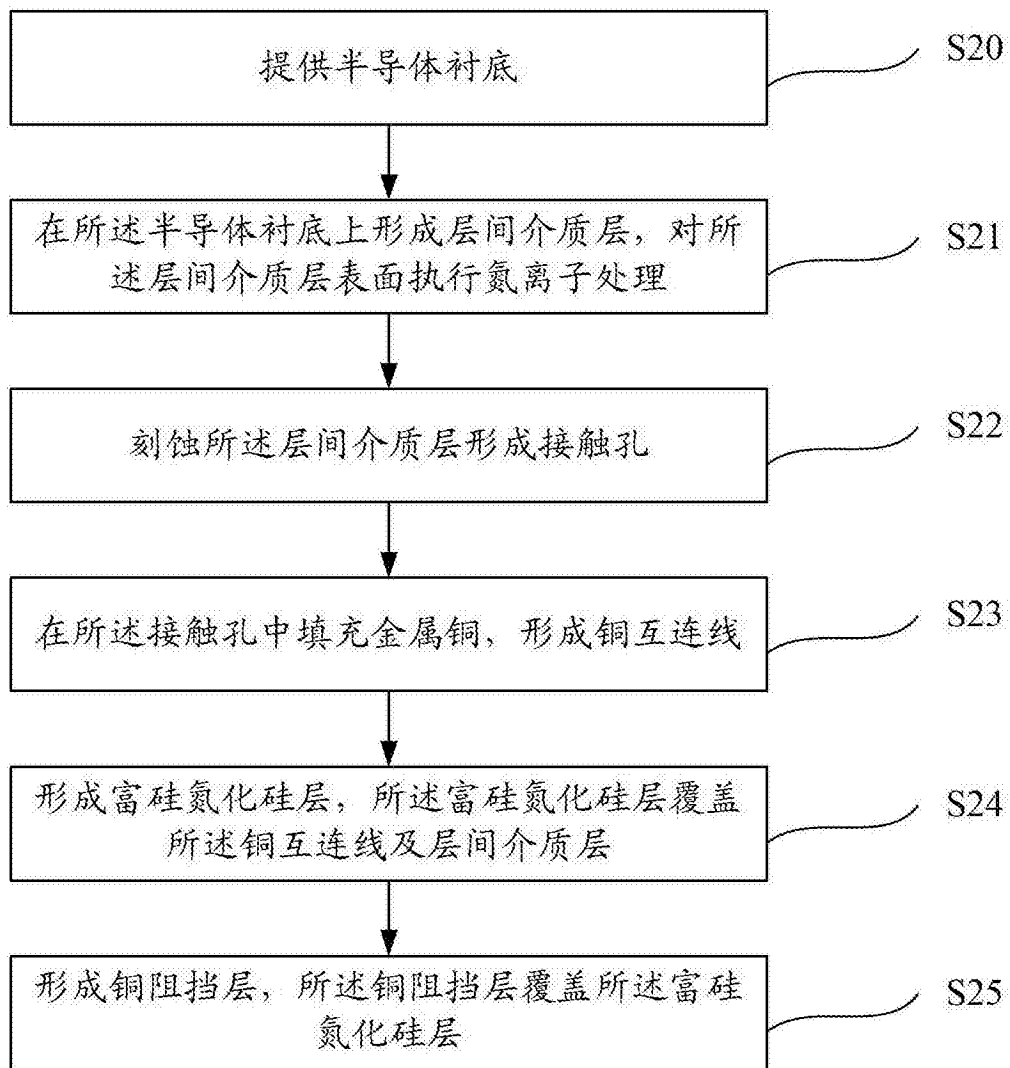 提供半导体衬底
S20
在所述半导体衬底上形成层间介质层，对所
述层间介质层表面执行氮离子处理
S21
刻蚀所述层间介质层形成接触孔
S22
在所述接触孔中填充金属铜，形成铜互连线
S23
形成富硅氮化硅层，所述富硅氮化硅层覆盖
所述铜互连线及层间介质层
S24
形成铜阻挡层，所述铜阻挡层覆盖所述富硅
氮化硅层
S25